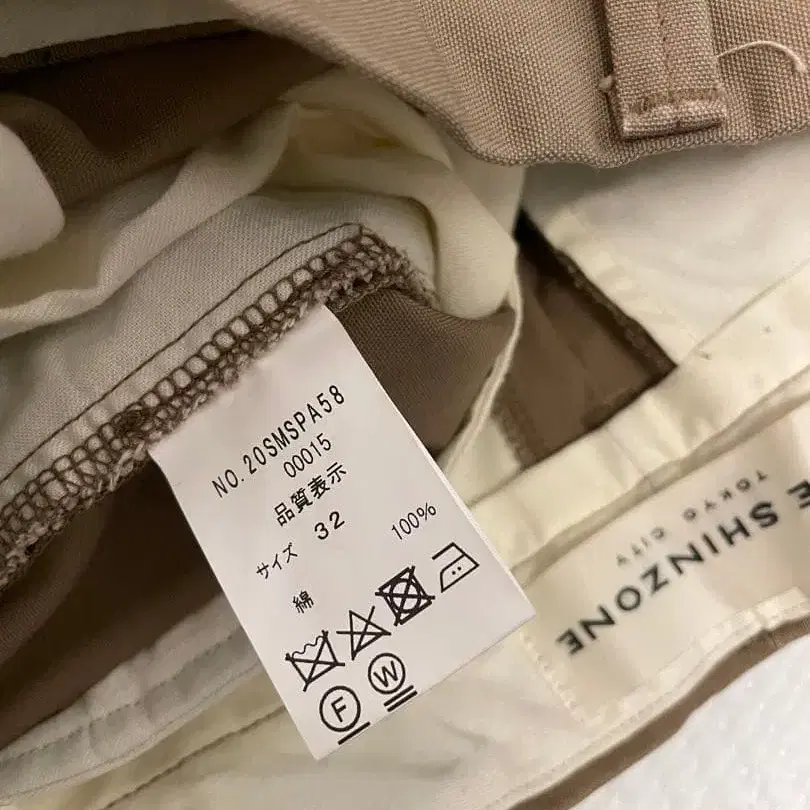 NO.20SMSPA58
00015
品質表示
サイズ 32
綿 100%
F W
E SHINZONE
TOKYO CITY